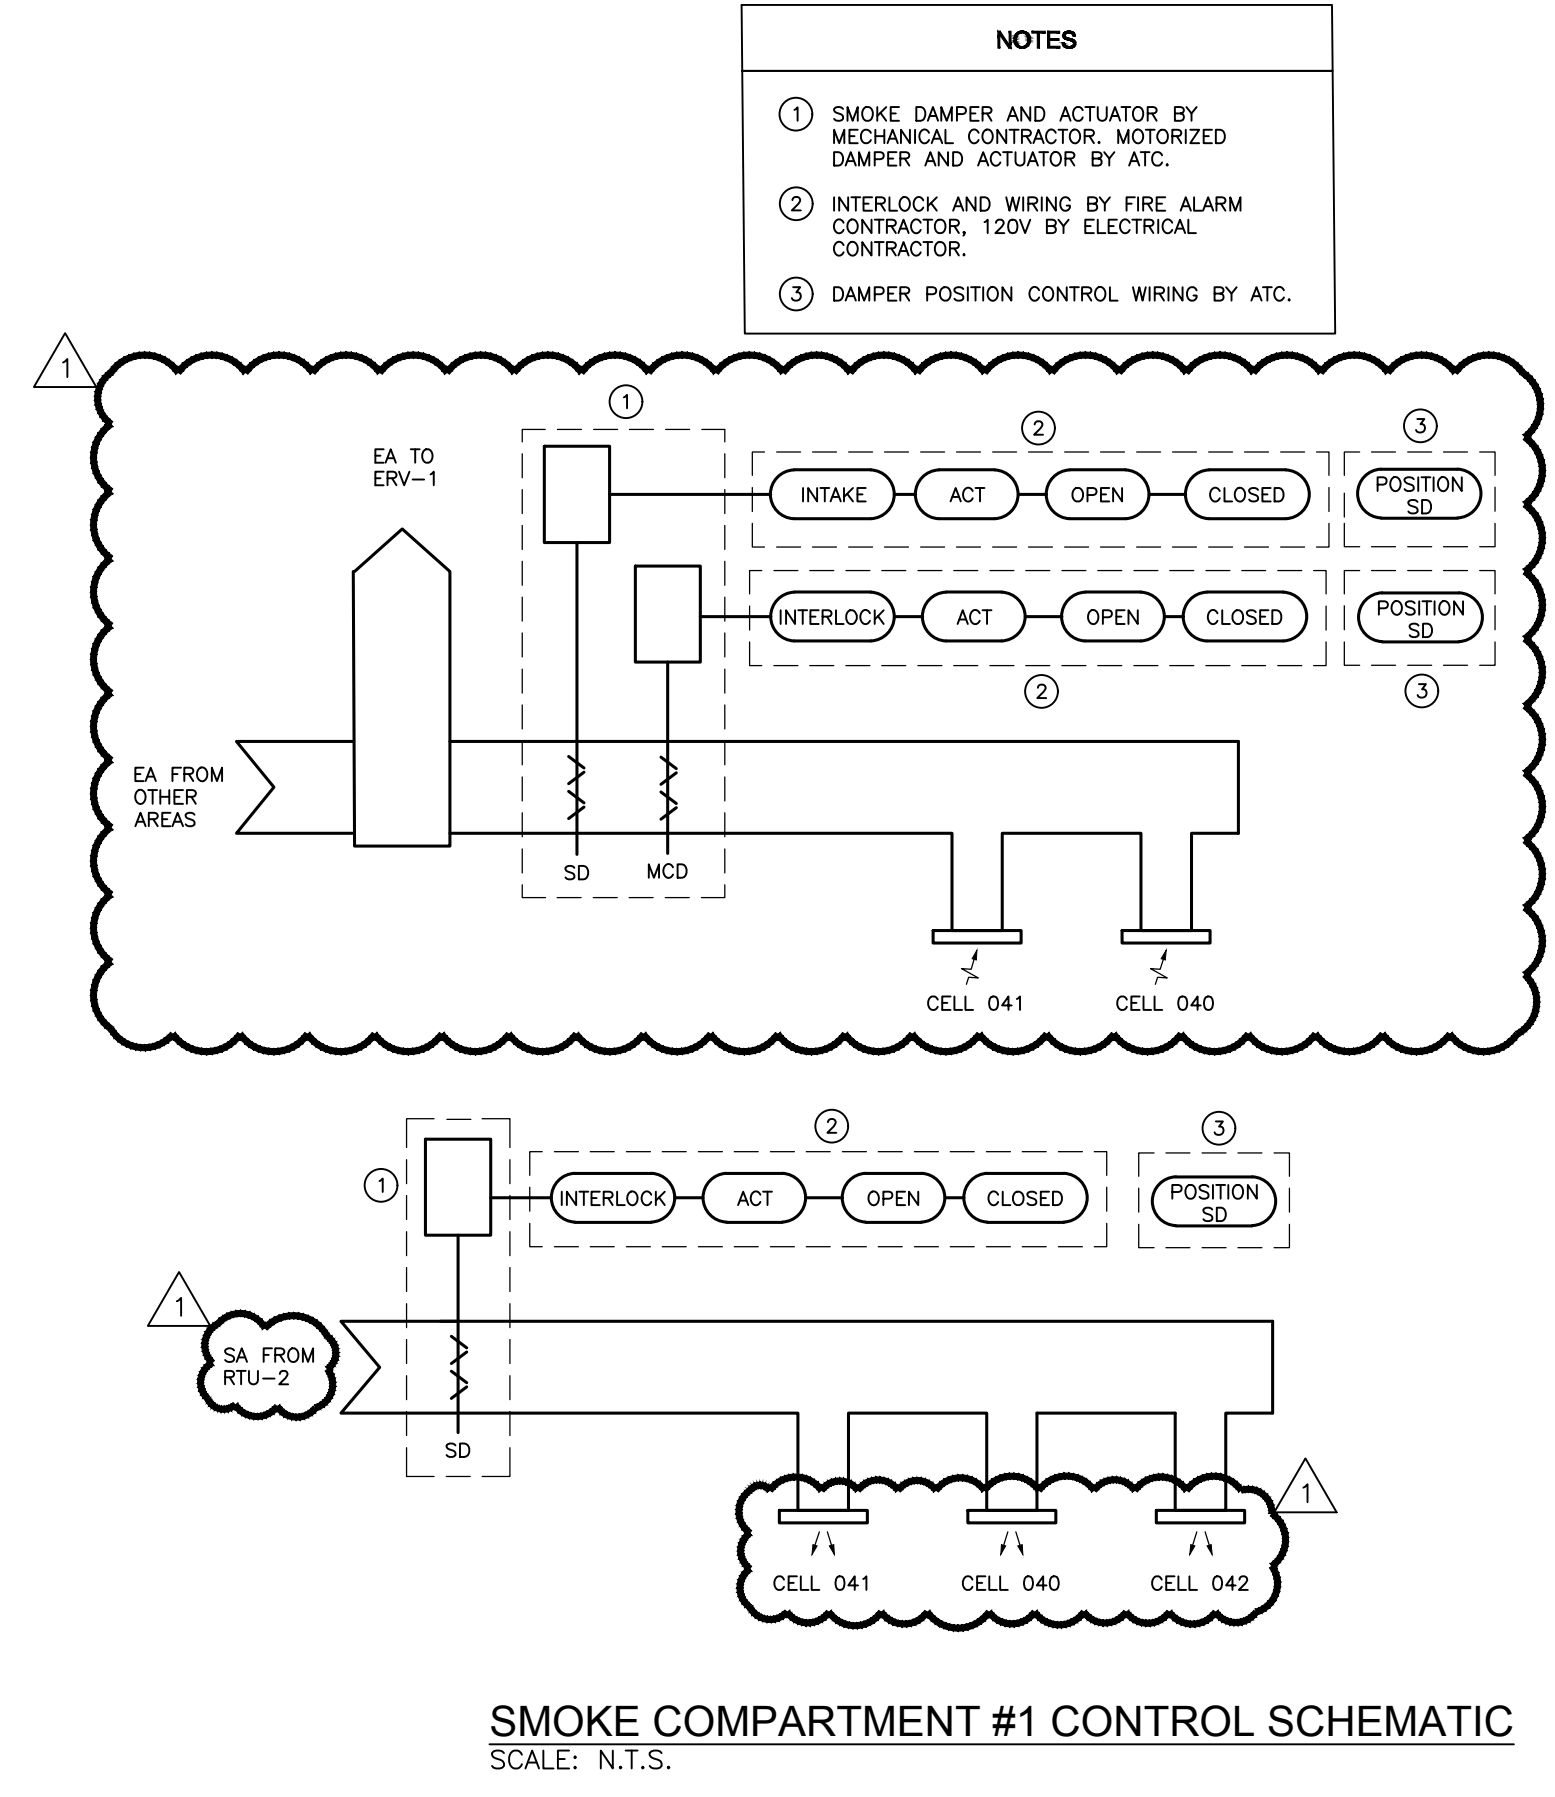 NOTES
1 SMOKE DAMPER AND ACTUATOR BY
MECHANICAL CONTRACTOR. MOTORIZED
DAMPER AND ACTUATOR BY ATC.
2 INTERLOCK AND WIRING BY FIRE ALARM
CONTRACTOR, 120V BY ELECTRICAL
CONTRACTOR.
3 DAMPER POSITION CONTROL WIRING BY ATC.
1
1
2
3
EA TO
ERV-1
INTAKE ACT OPEN CLOSED
POSITION
SD
INTERLOCK ACT OPEN CLOSED
POSITION
SD
2
3
EA FROM
OTHER
AREAS
SD
MCD
CELL 041
CELL 040
1
2
3
INTERLOCK ACT OPEN CLOSED
POSITION
SD
1
SA FROM
RTU-2
SD
1
CELL 041
CELL 040
CELL 042
SMOKE COMPARTMENT #1 CONTROL SCHEMATIC
SCALE: N.T.S.